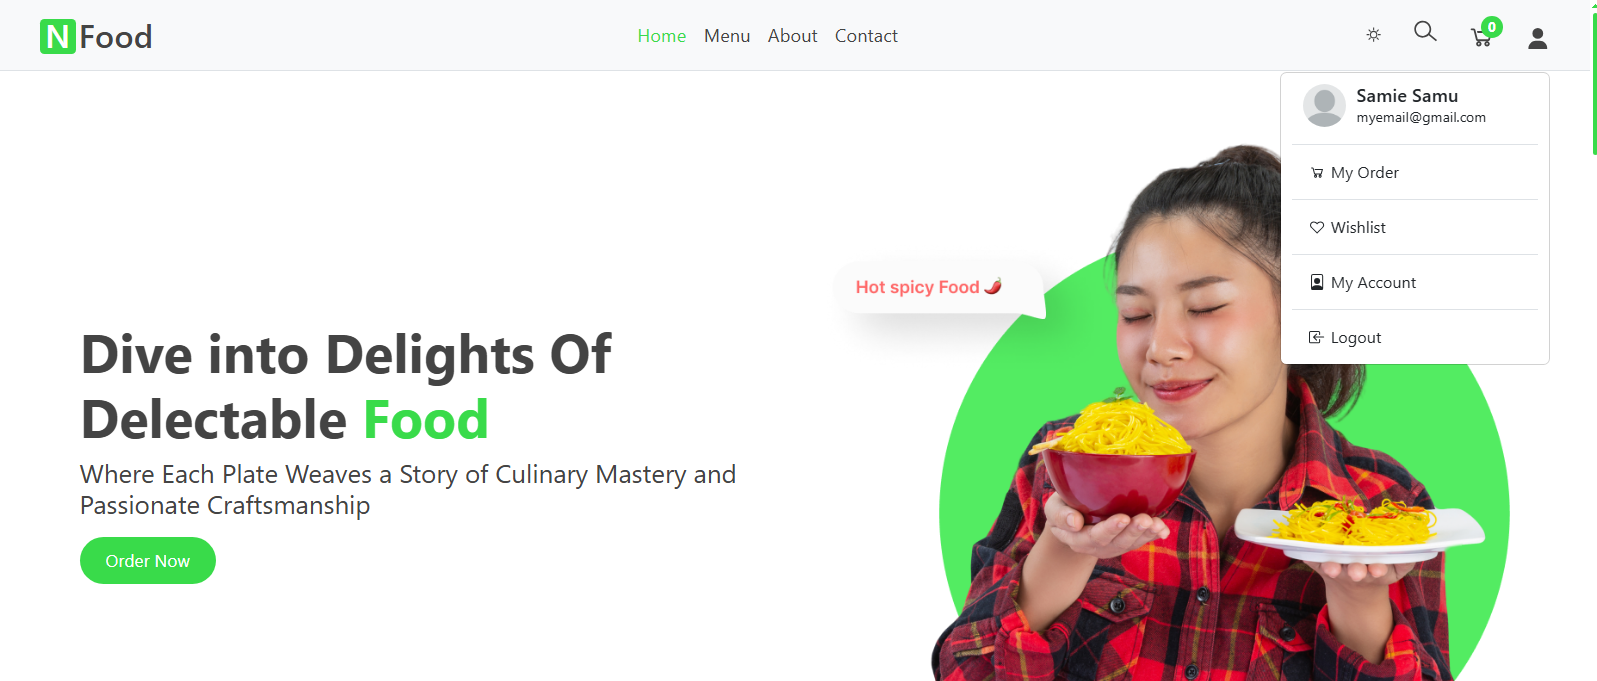 N Food
Home Menu About Contact
0
Samie Samu
myemail@gmail.com
My Order
Wishlist
My Account
Logout
Hot spicy Food 🌶️
Dive into Delights Of
Delectable Food
Where Each Plate Weaves a Story of Culinary Mastery and
Passionate Craftsmanship
Order Now